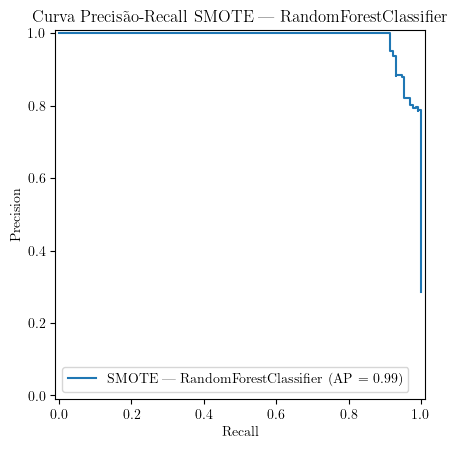 Curva Precisão-Recall SMOTE — RandomForestClassifier
1.0
0.8
0.6
0.4
0.2
0.0
Precision
SMOTE — RandomForestClassifier (AP = 0.99)
0.0 0.2 0.4 0.6 0.8 1.0
Recall